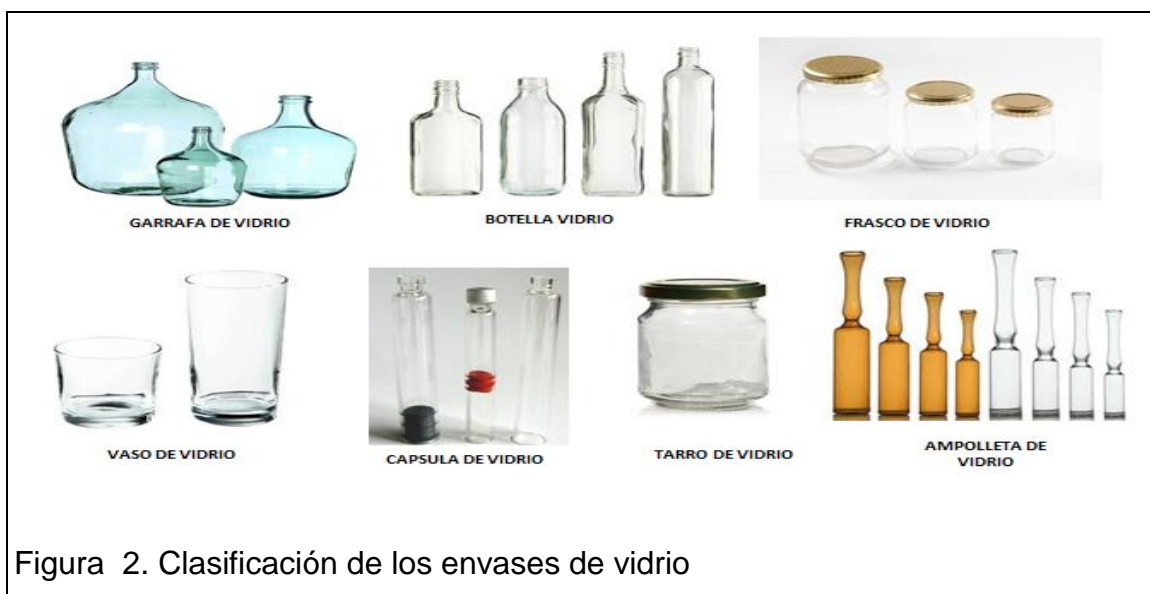 GARRAFA DE VIDRIO
BOTELLA VIDRIO
FRASCO DE VIDRIO
VASO DE VIDRIO
CAPSULA DE VIDRIO
TARRO DE VIDRIO
AMPOLLETA DE
VIDRIO
Figura 2. Clasificación de los envases de vidrio